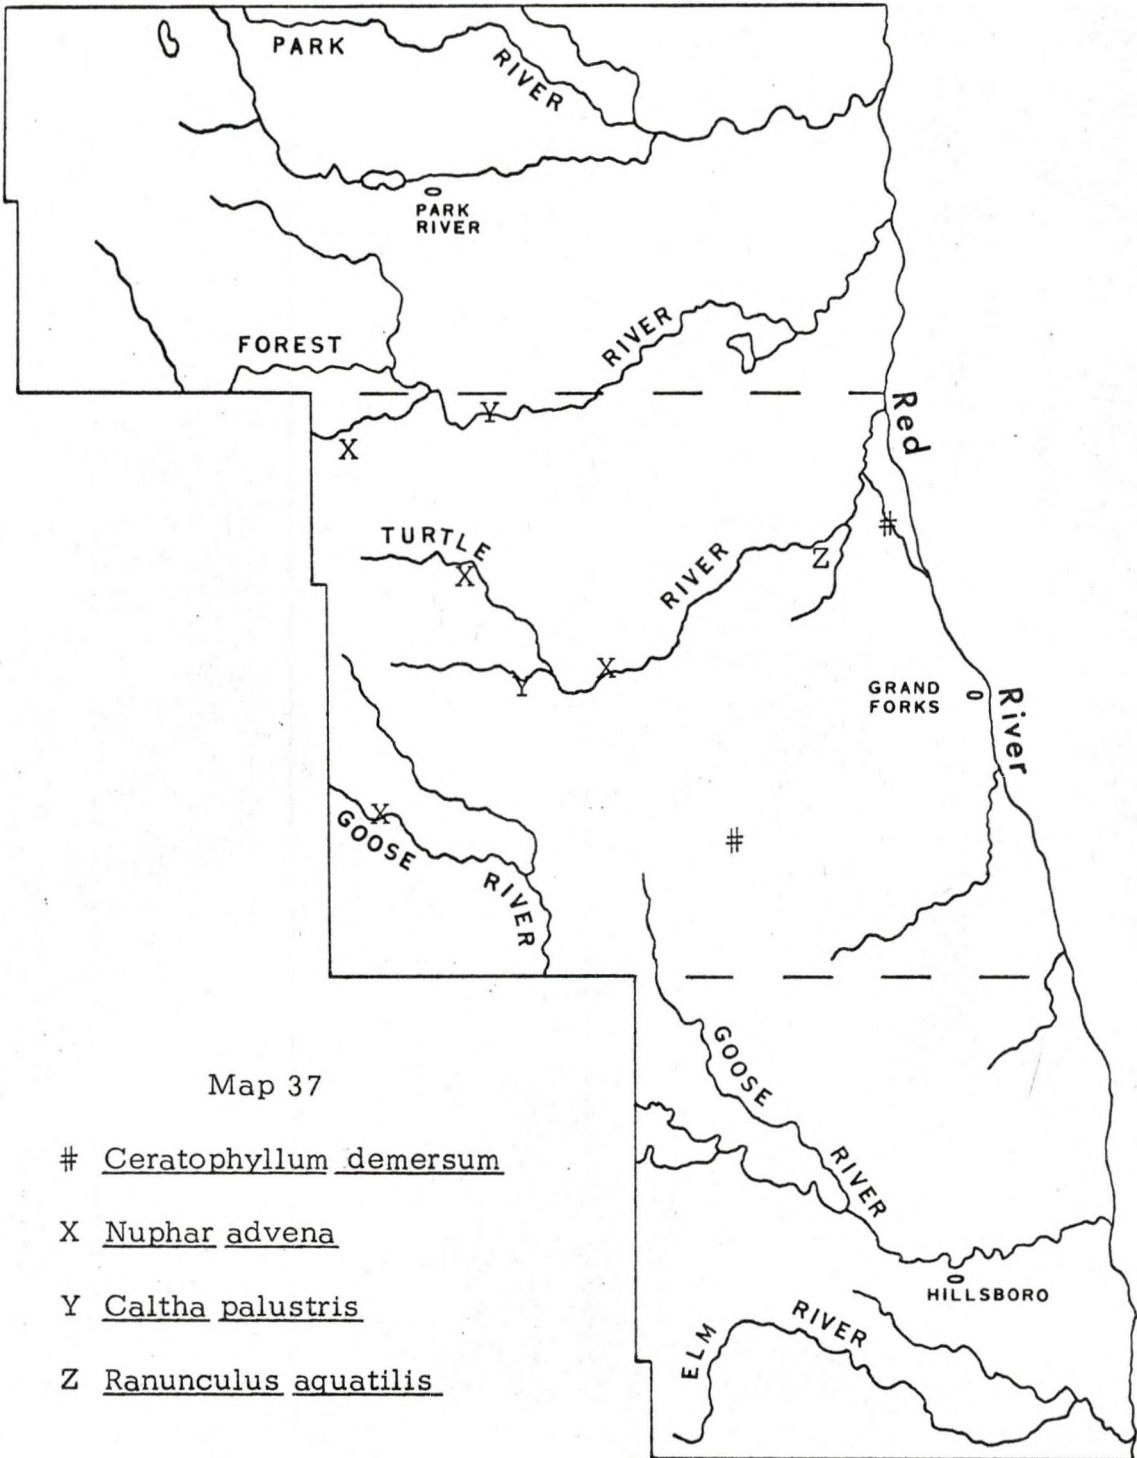 PARK
RIVER
PARK
RIVER
FOREST
RIVER
Y
X
Red
#
TURTLE
X
RIVER
Z
X
Y
GRAND
FORKS
River
X
GOOSE
RIVER
#
GOOSE
RIVER
HILLSBORO
ELM
RIVER
Map 37
# Ceratophyllum demersum
X Nuphar advena
Y Caltha palustris
Z Ranunculus aquatilis